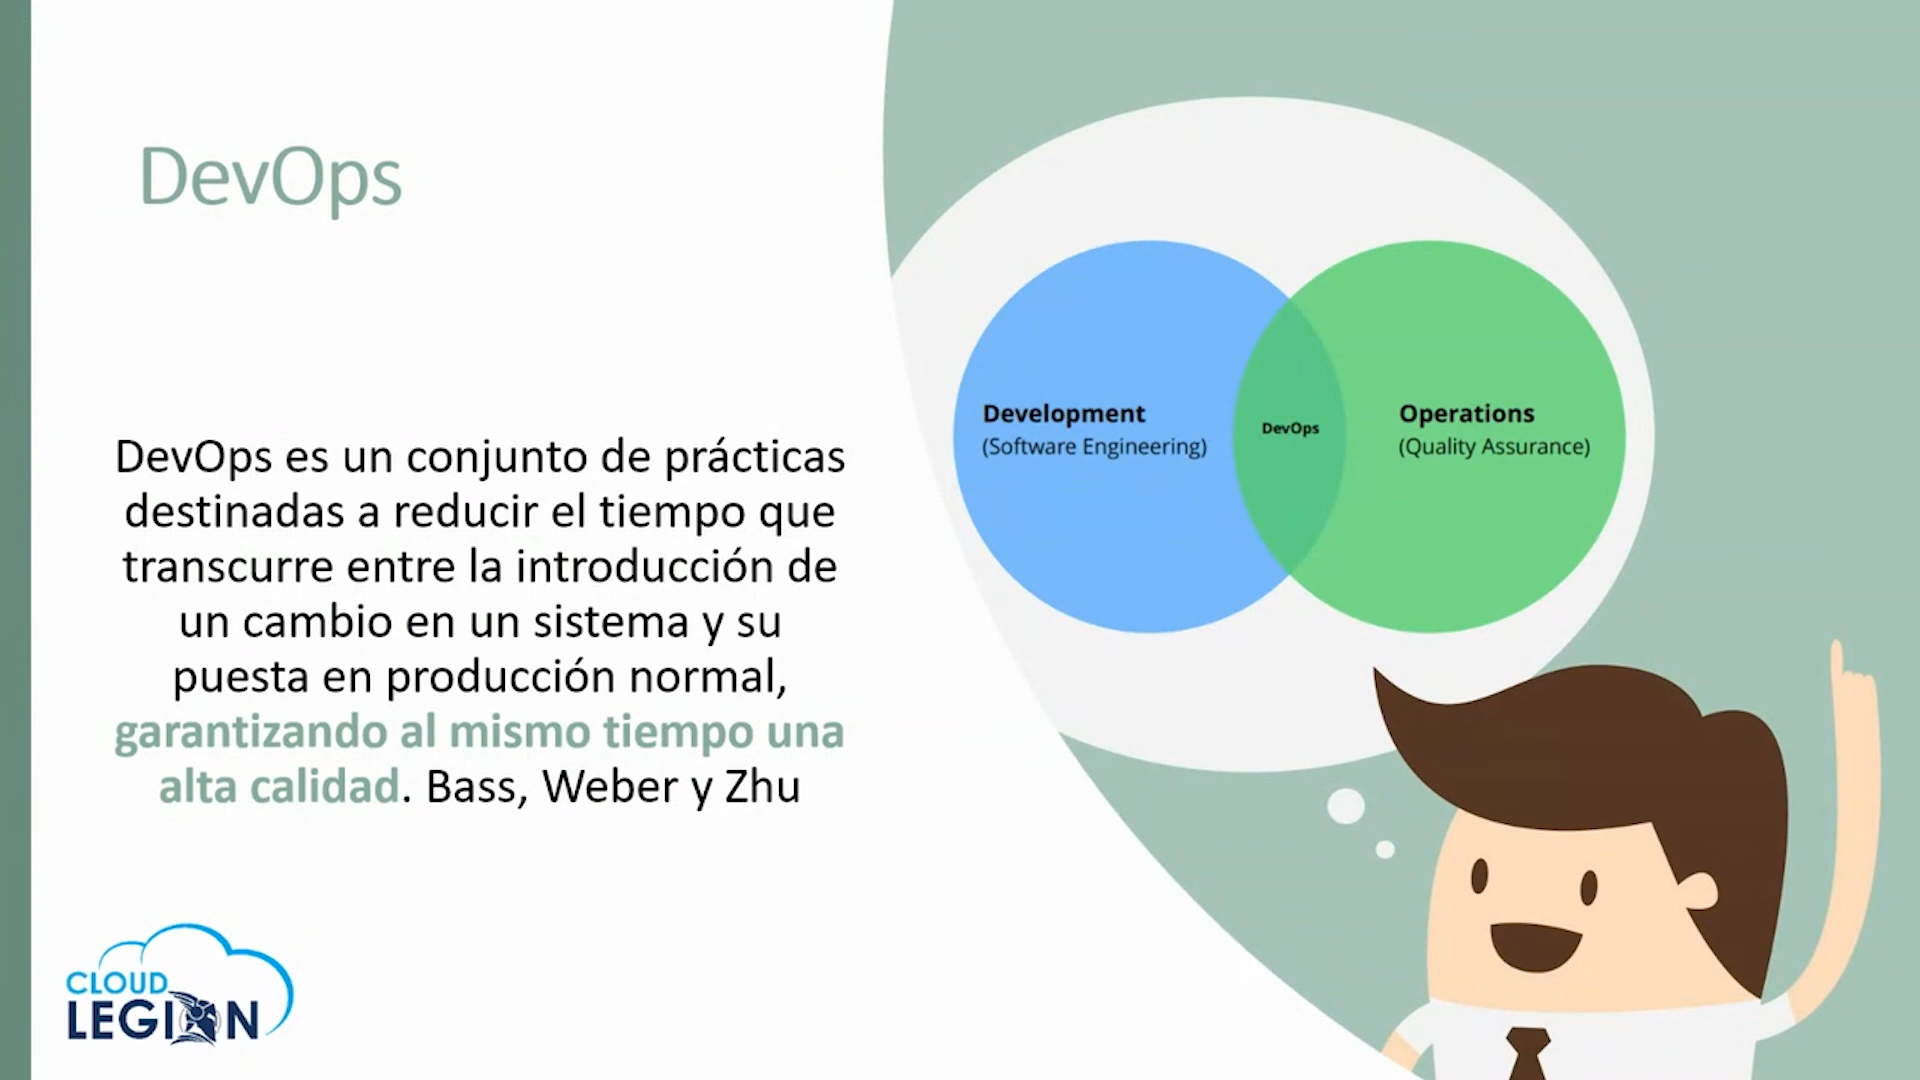 DevOps
DevOps es un conjunto de prácticas
destinadas a reducir el tiempo que
transcurre entre la introducción de
un cambio en un sistema y su
puesta en producción normal,
garantizando al mismo tiempo una
alta calidad. Bass, Weber y Zhu
Development
(Software Engineering)
DevOps
Operations
(Quality Assurance)
CLOUD
LEGION